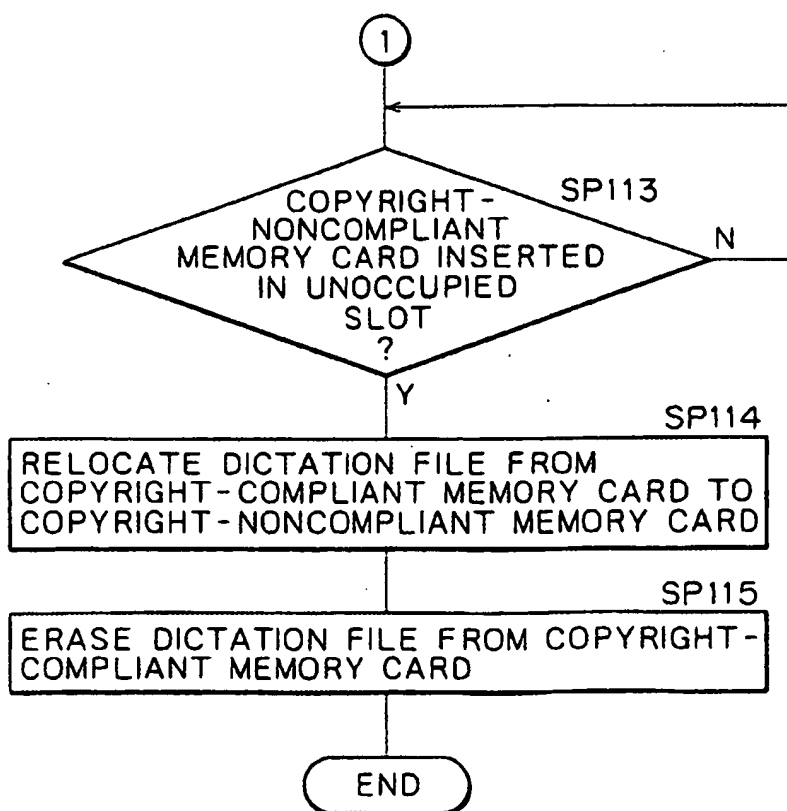 1
SP113
COPYRIGHT-
NONCOMPLIANT
MEMORY CARD INSERTED
IN UNOCCUPIED
SLOT
?
N
Y
SP114
RELOCATE DICTATION FILE FROM
COPYRIGHT-COMPLIANT MEMORY CARD TO
COPYRIGHT-NONCOMPLIANT MEMORY CARD
SP115
ERASE DICTATION FILE FROM COPYRIGHT-
COMPLIANT MEMORY CARD
END